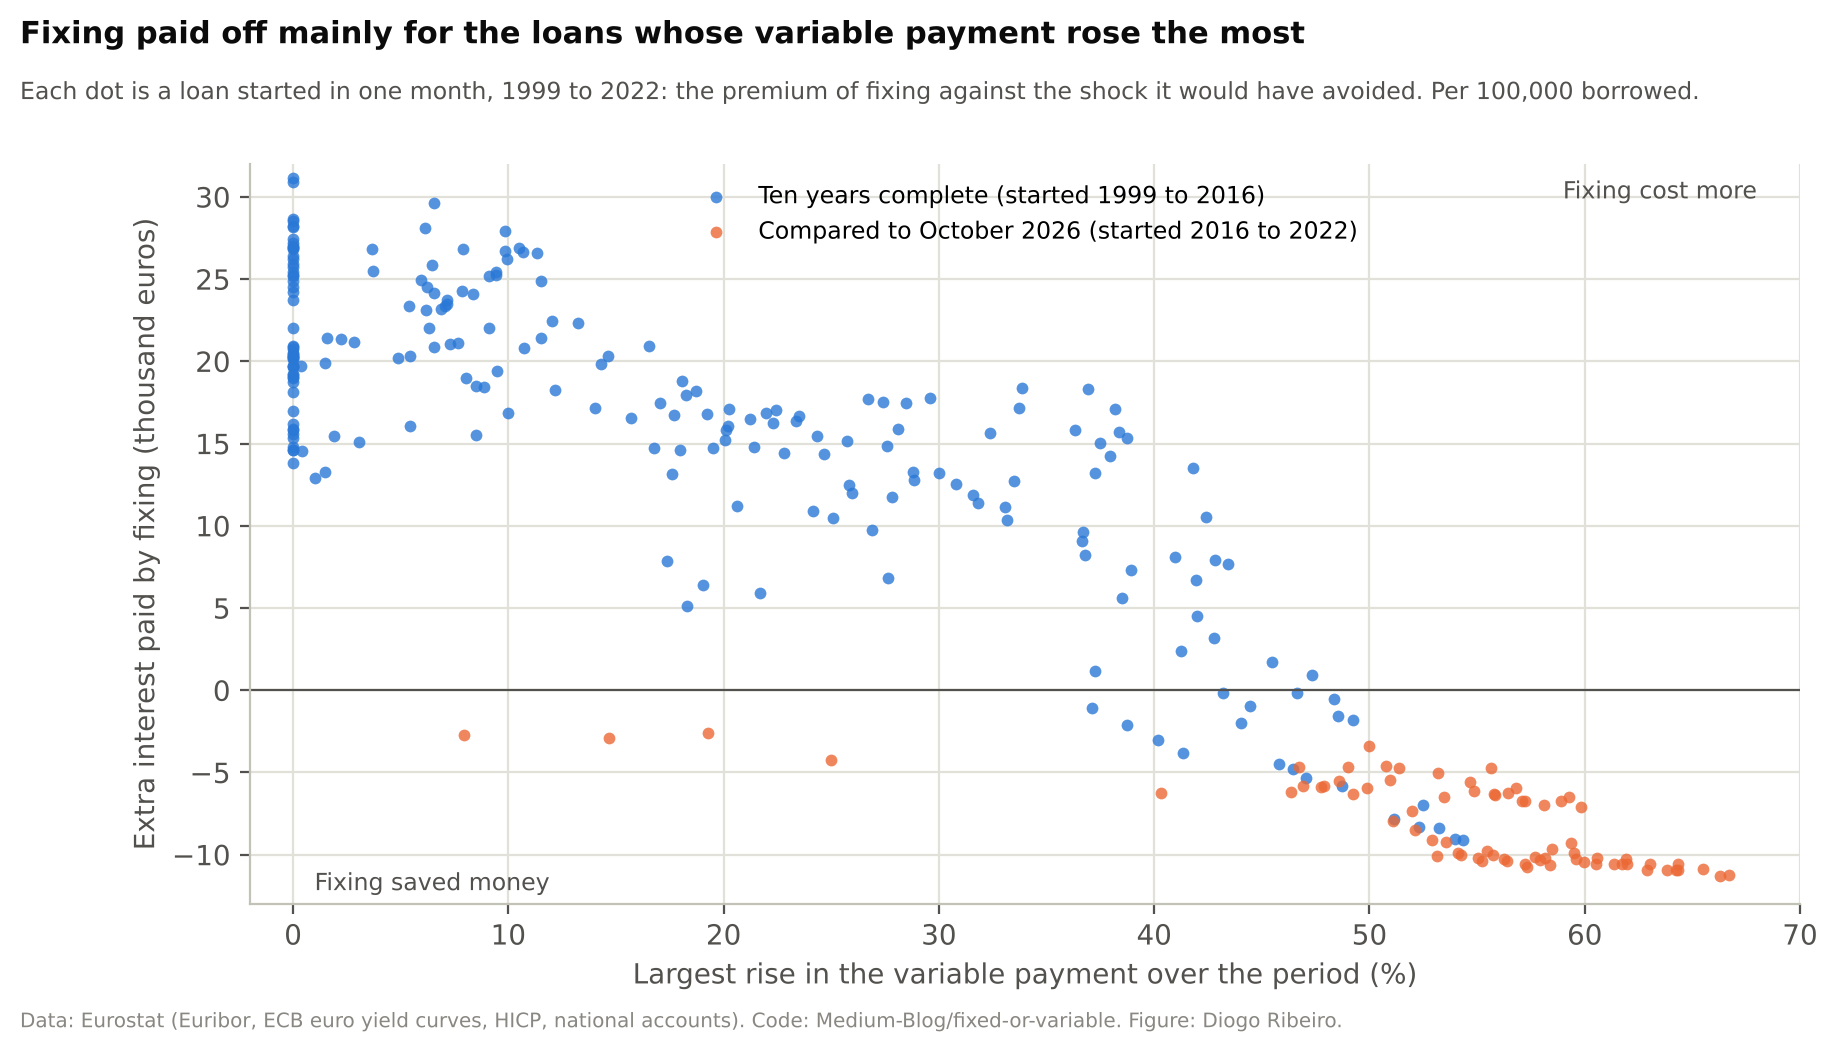 Fixing paid off mainly for the loans whose variable payment rose the most
Each dot is a loan started in one month, 1999 to 2022: the premium of fixing against the shock it would have avoided. Per 100,000 borrowed.
Ten years complete (started 1999 to 2016)
Compared to October 2026 (started 2016 to 2022)
Fixing cost more
Extra interest paid by fixing (thousand euros)
30
25
20
15
10
5
0
−5
−10
Fixing saved money
0 10 20 30 40 50 60 70
Largest rise in the variable payment over the period (%)
Data: Eurostat (Euribor, ECB euro yield curves, HICP, national accounts). Code: Medium-Blog/fixed-or-variable. Figure: Diogo Ribeiro.